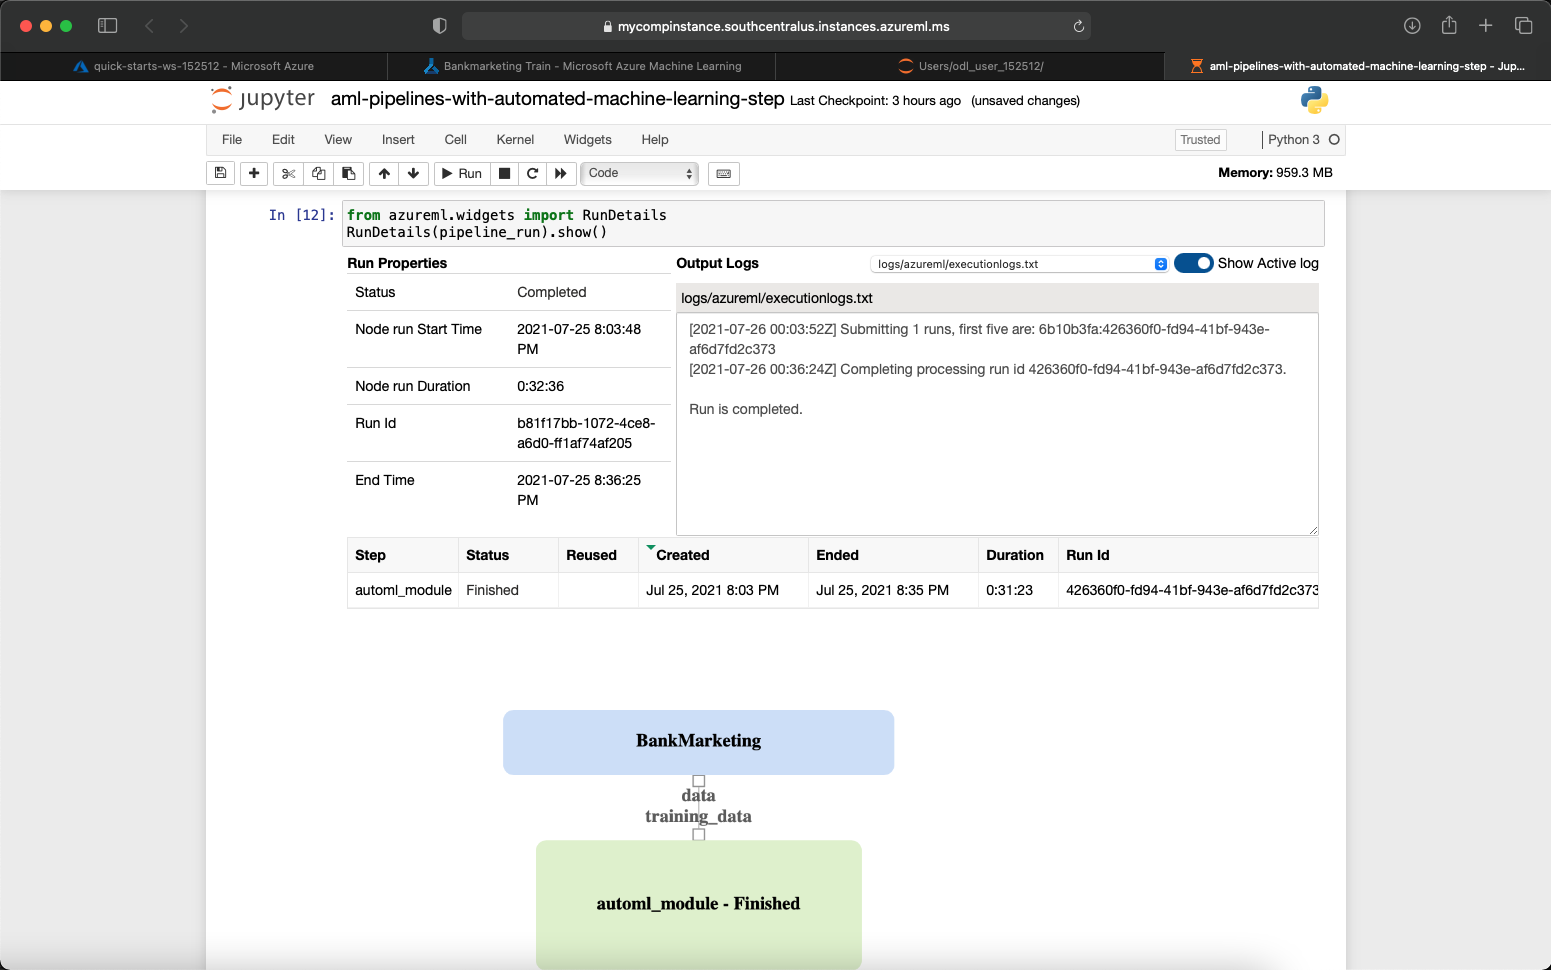 mycompinstance.southcentralus.instances.azureml.ms
quick-starts-ws-152512 - Microsoft Azure
Bankmarketing Train - Microsoft Azure Machine Learning
Users/odl_user_152512/
aml-pipelines-with-automated-machine-learning-step - Jup...
jupyter aml-pipelines-with-automated-machine-learning-step Last Checkpoint: 3 hours ago (unsaved changes)
File Edit View Insert Cell Kernel Widgets Help Trusted Python 3
Run Code Memory: 959.3 MB
In [12]: from azureml.widgets import RunDetails
RunDetails(pipeline_run).show()
Run Properties
Status Completed
Node run Start Time 2021-07-25 8:03:48
PM
Node run Duration 0:32:36
Run Id b81f17bb-1072-4ce8-
a6d0-ff1af74af205
End Time 2021-07-25 8:36:25
PM
Output Logs logs/azureml/executionlogs.txt Show Active log
logs/azureml/executionlogs.txt
[2021-07-26 00:03:52Z] Submitting 1 runs, first five are: 6b10b3fa:426360f0-fd94-41bf-943e-
af6d7fd2c373
[2021-07-26 00:36:24Z] Completing processing run id 426360f0-fd94-41bf-943e-af6d7fd2c373.
Run is completed.
Step Status Reused Created Ended Duration Run Id
automl_module Finished Jul 25, 2021 8:03 PM Jul 25, 2021 8:35 PM 0:31:23 426360f0-fd94-41bf-943e-af6d7fd2c373
BankMarketing
data
training_data
automl_module - Finished